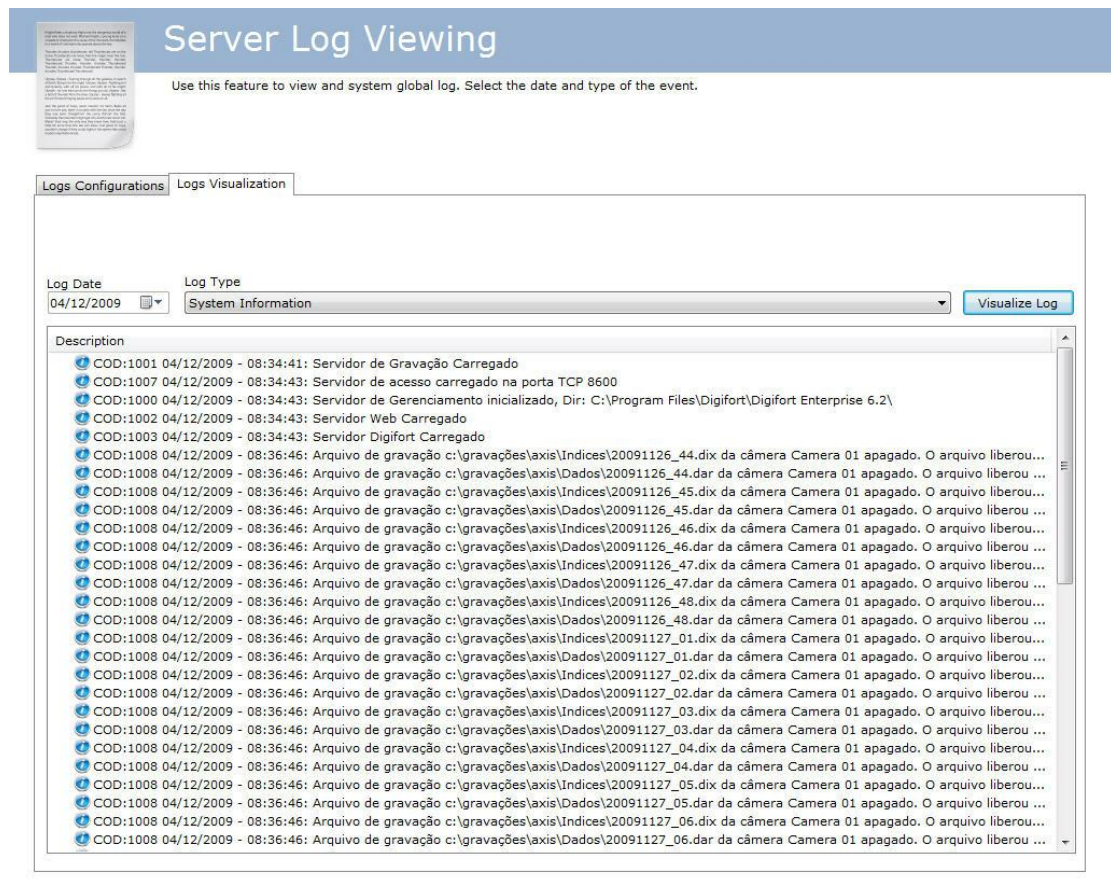 Server Log Viewing
Use this feature to view and system global log. Select the date and type of the event.
Logs Configurations
Logs Visualization
Log Date
Log Type
04/12/2009
System Information
Visualize Log
Description
COD:1001 04/12/2009 - 08:34:41: Servidor de Gravação Carregado
COD:1007 04/12/2009 - 08:34:43: Servidor de acesso carregado na porta TCP 8600
COD:1000 04/12/2009 - 08:34:43: Servidor de Gerenciamento inicializado, Dir: C:\Program Files\Digifort\Digifort Enterprise 6.2\
COD:1002 04/12/2009 - 08:34:43: Servidor Web Carregado
COD:1003 04/12/2009 - 08:34:43: Servidor Digifort Carregado
COD:1008 04/12/2009 - 08:36:46: Arquivo de gravação c:\gravações\axis\Indices\20091126_44.dix da câmera Camera 01 apagado. O arquivo liberou...
COD:1008 04/12/2009 - 08:36:46: Arquivo de gravação c:\gravações\axis\Dados\20091126_44.dar da câmera Camera 01 apagado. O arquivo liberou ...
COD:1008 04/12/2009 - 08:36:46: Arquivo de gravação c:\gravações\axis\Indices\20091126_45.dix da câmera Camera 01 apagado. O arquivo liberou...
COD:1008 04/12/2009 - 08:36:46: Arquivo de gravação c:\gravações\axis\Dados\20091126_45.dar da câmera Camera 01 apagado. O arquivo liberou ...
COD:1008 04/12/2009 - 08:36:46: Arquivo de gravação c:\gravações\axis\Indices\20091126_46.dix da câmera Camera 01 apagado. O arquivo liberou...
COD:1008 04/12/2009 - 08:36:46: Arquivo de gravação c:\gravações\axis\Dados\20091126_46.dar da câmera Camera 01 apagado. O arquivo liberou ...
COD:1008 04/12/2009 - 08:36:46: Arquivo de gravação c:\gravações\axis\Indices\20091126_47.dix da câmera Camera 01 apagado. O arquivo liberou...
COD:1008 04/12/2009 - 08:36:46: Arquivo de gravação c:\gravações\axis\Dados\20091126_47.dar da câmera Camera 01 apagado. O arquivo liberou ...
COD:1008 04/12/2009 - 08:36:46: Arquivo de gravação c:\gravações\axis\Indices\20091126_48.dix da câmera Camera 01 apagado. O arquivo liberou...
COD:1008 04/12/2009 - 08:36:46: Arquivo de gravação c:\gravações\axis\Dados\20091126_48.dar da câmera Camera 01 apagado. O arquivo liberou ...
COD:1008 04/12/2009 - 08:36:46: Arquivo de gravação c:\gravações\axis\Indices\20091127_01.dix da câmera Camera 01 apagado. O arquivo liberou...
COD:1008 04/12/2009 - 08:36:46: Arquivo de gravação c:\gravações\axis\Dados\20091127_01.dar da câmera Camera 01 apagado. O arquivo liberou ...
COD:1008 04/12/2009 - 08:36:46: Arquivo de gravação c:\gravações\axis\Indices\20091127_02.dix da câmera Camera 01 apagado. O arquivo liberou...
COD:1008 04/12/2009 - 08:36:46: Arquivo de gravação c:\gravações\axis\Dados\20091127_02.dar da câmera Camera 01 apagado. O arquivo liberou ...
COD:1008 04/12/2009 - 08:36:46: Arquivo de gravação c:\gravações\axis\Indices\20091127_03.dix da câmera Camera 01 apagado. O arquivo liberou...
COD:1008 04/12/2009 - 08:36:46: Arquivo de gravação c:\gravações\axis\Dados\20091127_03.dar da câmera Camera 01 apagado. O arquivo liberou ...
COD:1008 04/12/2009 - 08:36:46: Arquivo de gravação c:\gravações\axis\Indices\20091127_04.dix da câmera Camera 01 apagado. O arquivo liberou...
COD:1008 04/12/2009 - 08:36:46: Arquivo de gravação c:\gravações\axis\Dados\20091127_04.dar da câmera Camera 01 apagado. O arquivo liberou ...
COD:1008 04/12/2009 - 08:36:46: Arquivo de gravação c:\gravações\axis\Indices\20091127_05.dix da câmera Camera 01 apagado. O arquivo liberou...
COD:1008 04/12/2009 - 08:36:46: Arquivo de gravação c:\gravações\axis\Dados\20091127_05.dar da câmera Camera 01 apagado. O arquivo liberou ...
COD:1008 04/12/2009 - 08:36:46: Arquivo de gravação c:\gravações\axis\Indices\20091127_06.dix da câmera Camera 01 apagado. O arquivo liberou...
COD:1008 04/12/2009 - 08:36:46: Arquivo de gravação c:\gravações\axis\Dados\20091127_06.dar da câmera Camera 01 apagado. O arquivo liberou ...